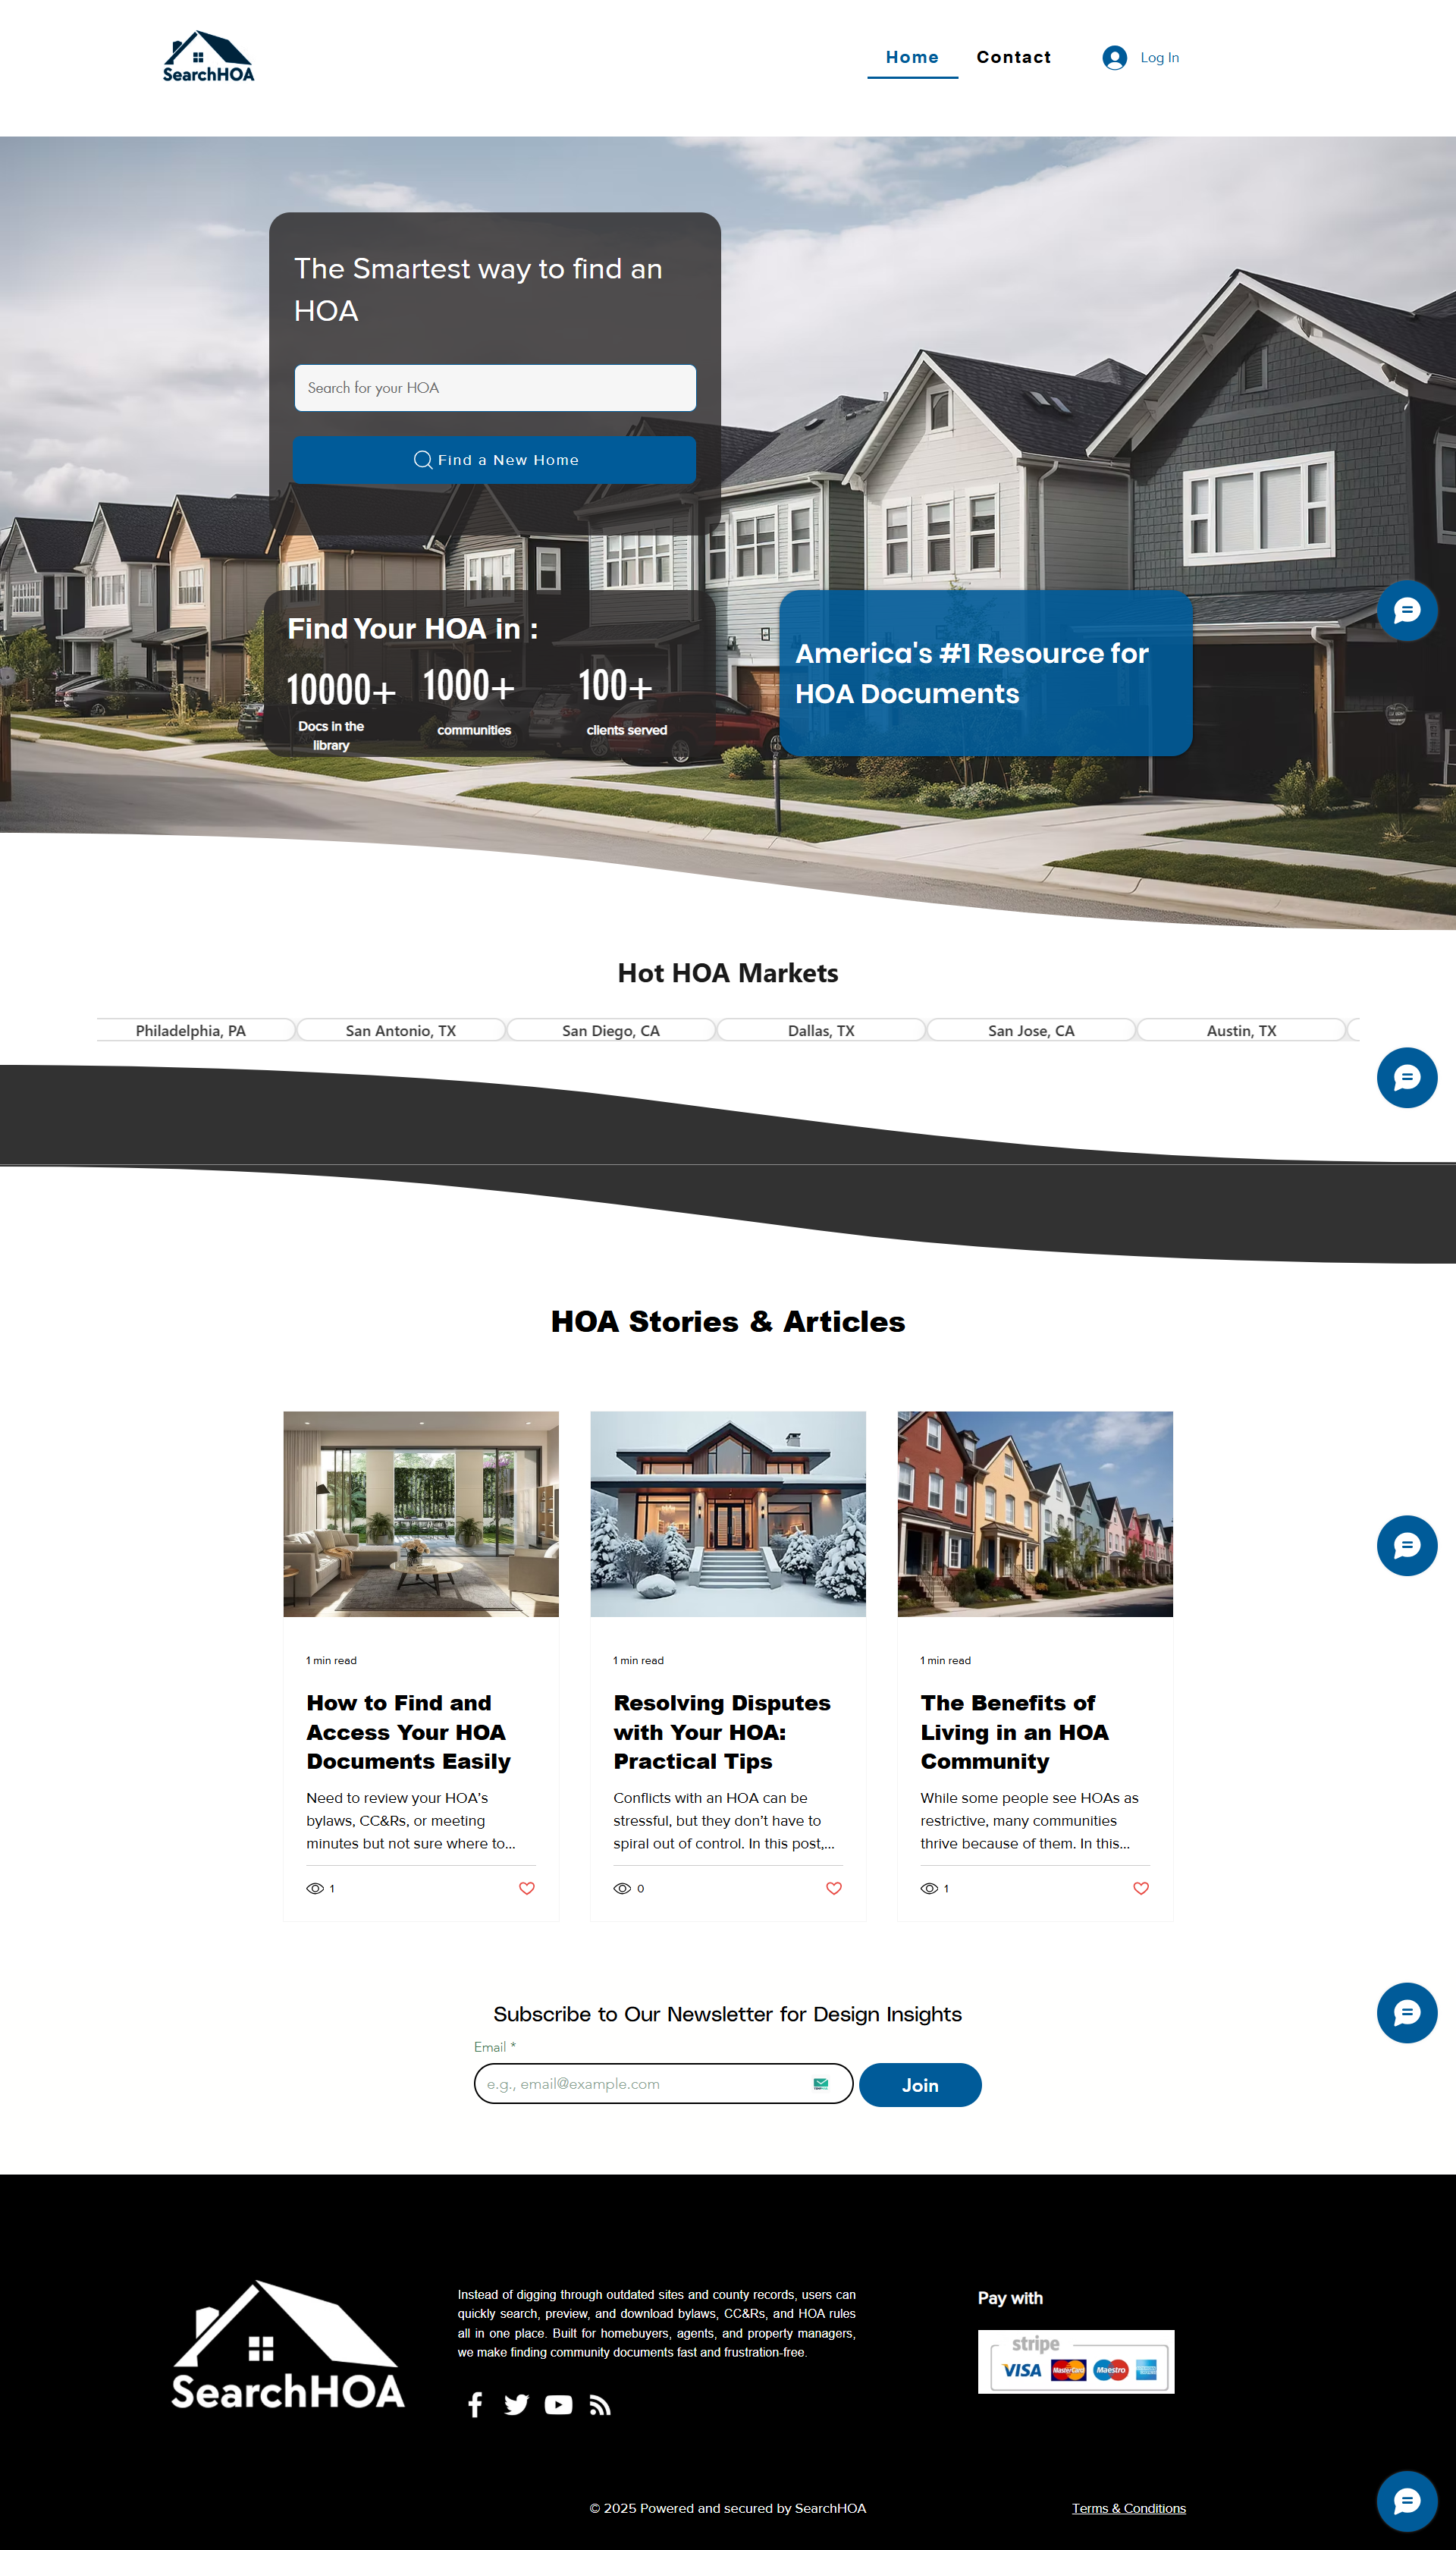 SearchHOA
Home
Contact
Log In
The Smartest way to find an
HOA
Search for your HOA
Find a New Home
Find Your HOA in :
10000+
1000+
100+
Docs in the
library
communities
clients served
America's #1 Resource for
HOA Documents
Hot HOA Markets
Philadelphia, PA
San Antonio, TX
San Diego, CA
Dallas, TX
San Jose, CA
Austin, TX
HOA Stories & Articles
1 min read
How to Find and
Access Your HOA
Documents Easily
Need to review your HOA’s
bylaws, CC&Rs, or meeting
minutes but not sure where to...
1
1 min read
Resolving Disputes
with Your HOA:
Practical Tips
Conflicts with an HOA can be
stressful, but they don’t have to
spiral out of control. In this post,...
0
1 min read
The Benefits of
Living in an HOA
Community
While some people see HOAs as
restrictive, many communities
thrive because of them. In this...
1
Subscribe to Our Newsletter for Design Insights
Email *
e.g., email@example.com
Join
SearchHOA
Instead of digging through outdated sites and county records, users can
quickly search, preview, and download bylaws, CC&Rs, and HOA rules
all in one place. Built for homebuyers, agents, and property managers,
we make finding community documents fast and frustration-free.
Pay with
stripe
VISA
MasterCard
Maestro
© 2025 Powered and secured by SearchHOA
Terms & Conditions